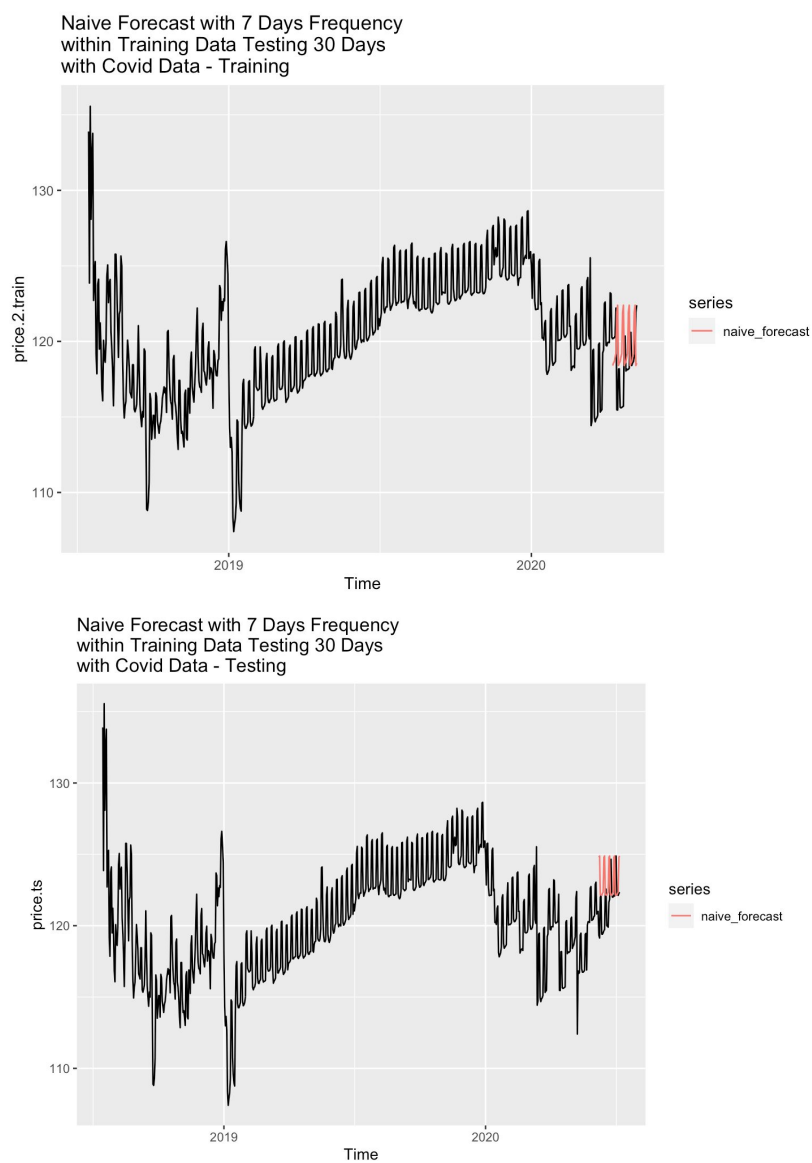 Naive Forecast with 7 Days Frequency
within Training Data Testing 30 Days
with Covid Data - Training
130
120
110
price.2.train
2019
2020
Time
series
naive_forecast
Naive Forecast with 7 Days Frequency
within Training Data Testing 30 Days
with Covid Data - Testing
130
120
110
price.ts
2019
2020
Time
series
naive_forecast